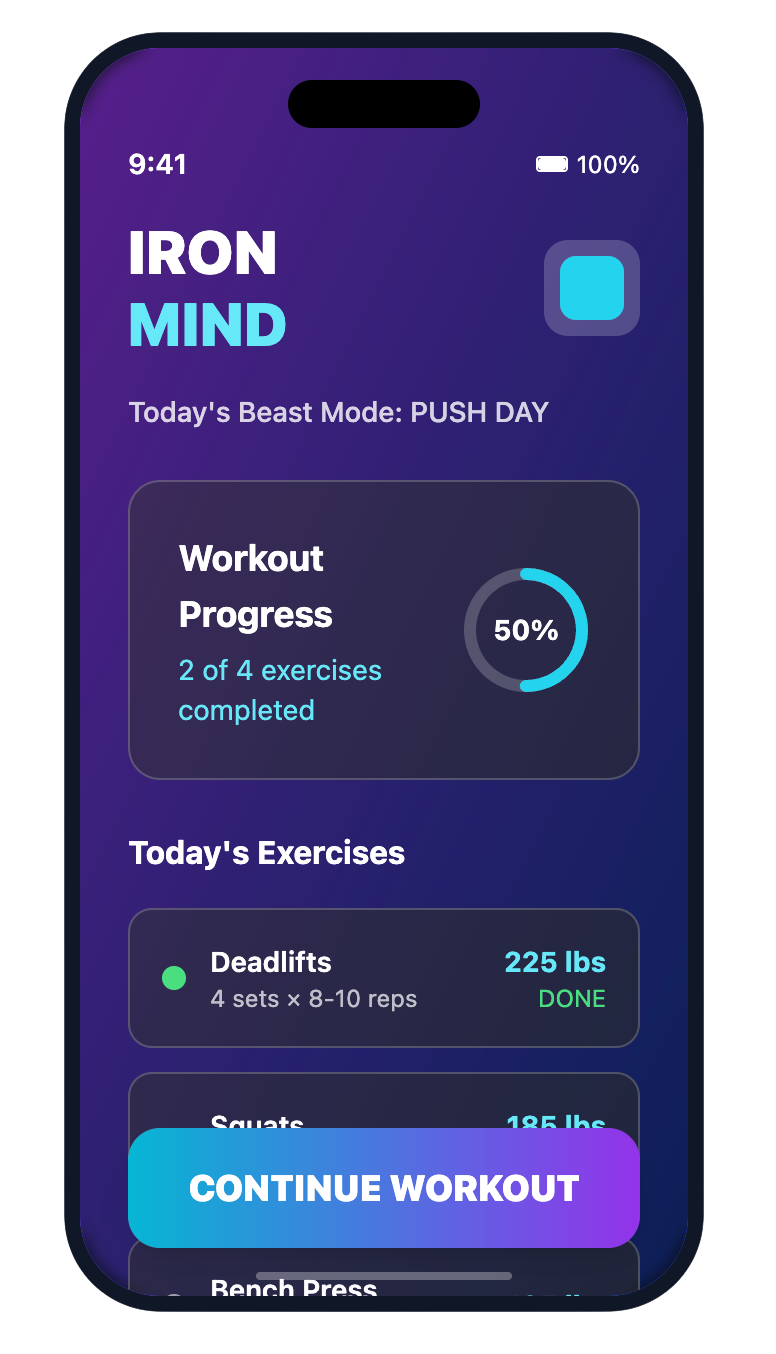 9:41
100%
IRON
MIND
Today's Beast Mode: PUSH DAY
Workout
Progress
2 of 4 exercises
completed
50%
Today's Exercises
Deadlifts
225 lbs
4 sets × 8-10 reps
DONE
Squats
185 lbs
CONTINUE WORKOUT
Bench Press